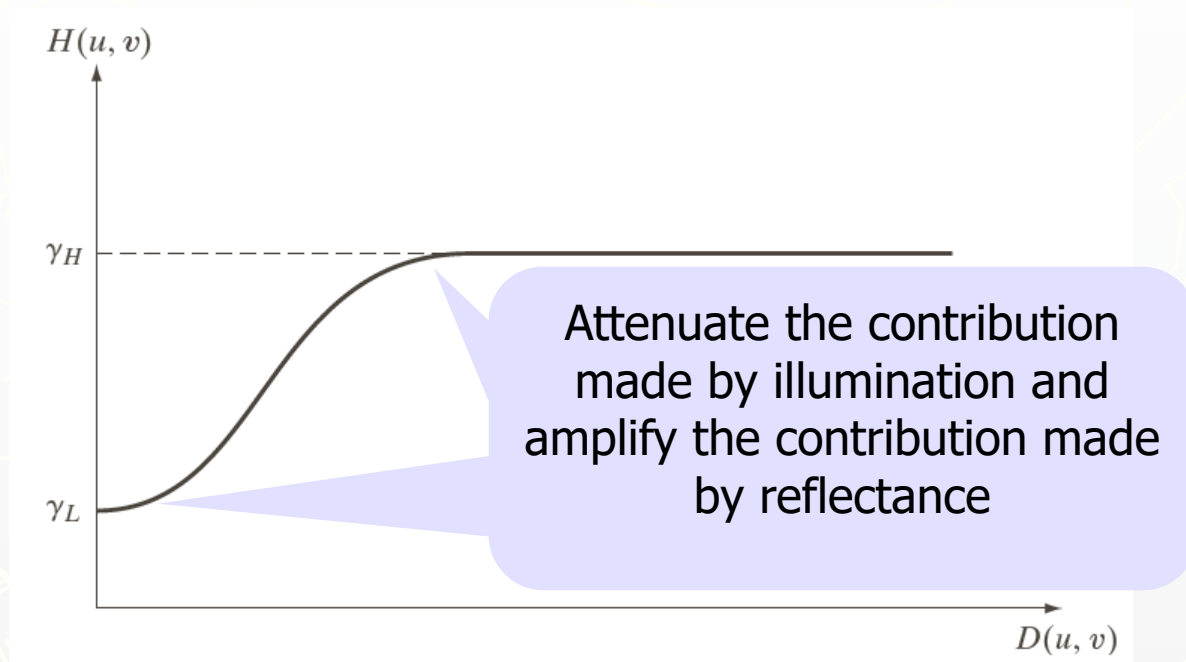 H(u, v)
γH
Attenuate the contribution
made by illumination and
amplify the contribution made
by reflectance
γL
D(u, v)